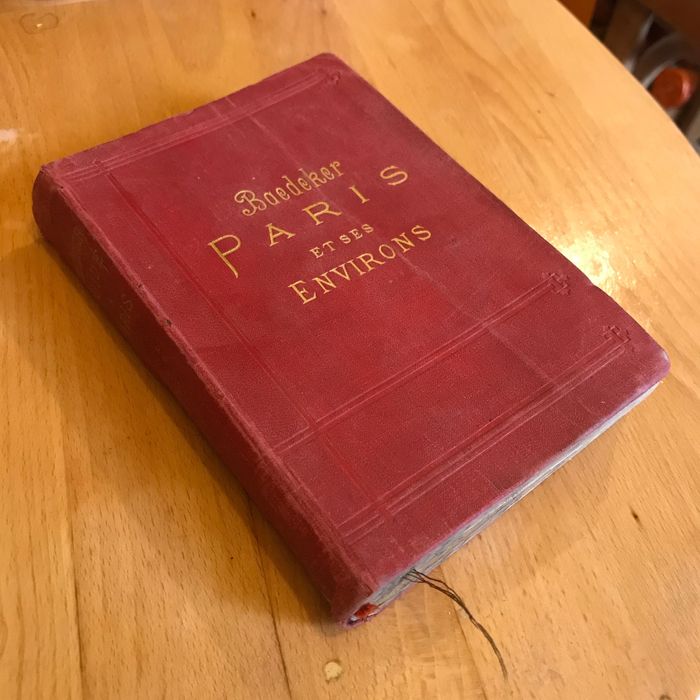 Baedeker
PARIS
ET SES
ENVIRONS